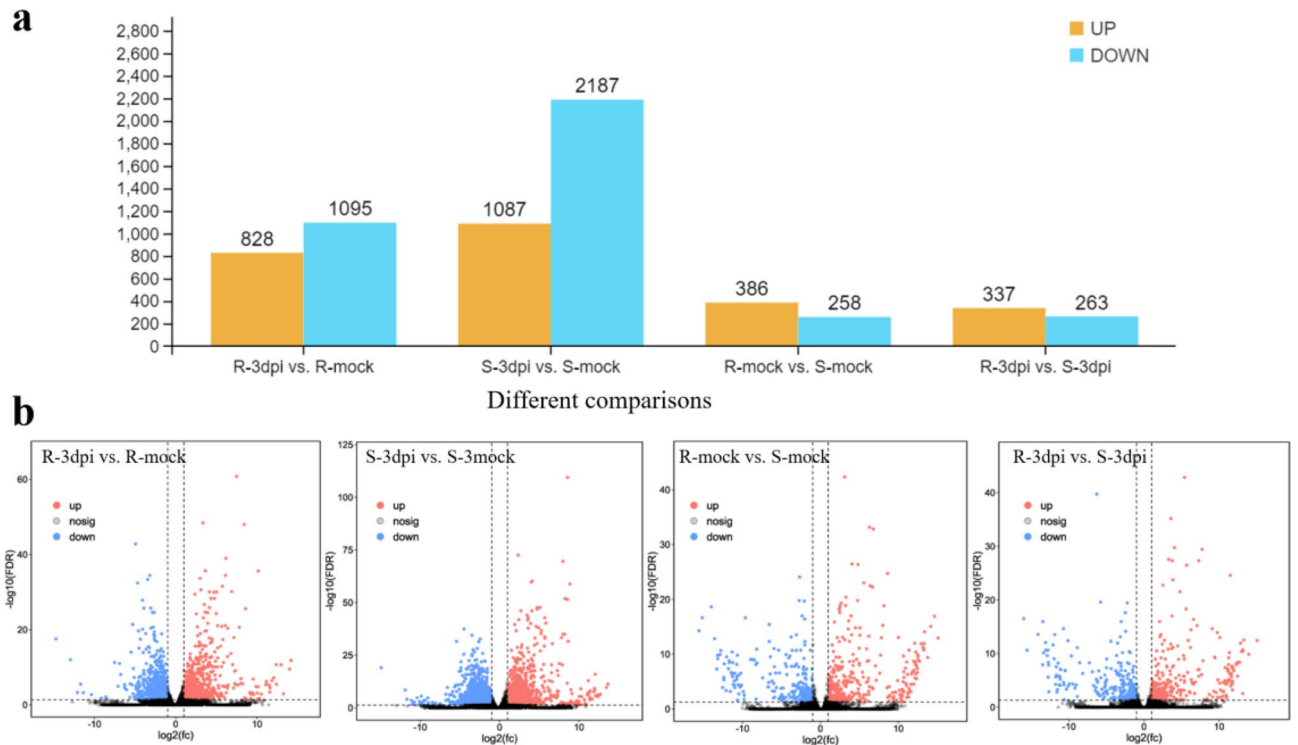 a
2,800
2,600
2,400
2,200
2,000
1,800
1,600
1,400
1,200
1,000
800
600
400
200
0
UP
DOWN
828
1095
1087
2187
386
258
337
263
R-3dpi vs. R-mock
S-3dpi vs. S-mock
R-mock vs. S-mock
R-3dpi vs. S-3dpi
Different comparisons
b
R-3dpi vs. R-mock
up
nosig
down
-log10(FDR)
60
40
20
0
-10
0
10
log2(fc)
S-3dpi vs. S-3mock
up
nosig
down
-log10(FDR)
125
100
75
50
25
0
-10
0
10
log2(fc)
R-mock vs. S-mock
up
nosig
down
-log10(FDR)
40
30
20
10
0
-10
0
10
log2(fc)
R-3dpi vs. S-3dpi
up
nosig
down
-log10(FDR)
40
30
20
10
0
-10
0
10
log2(fc)